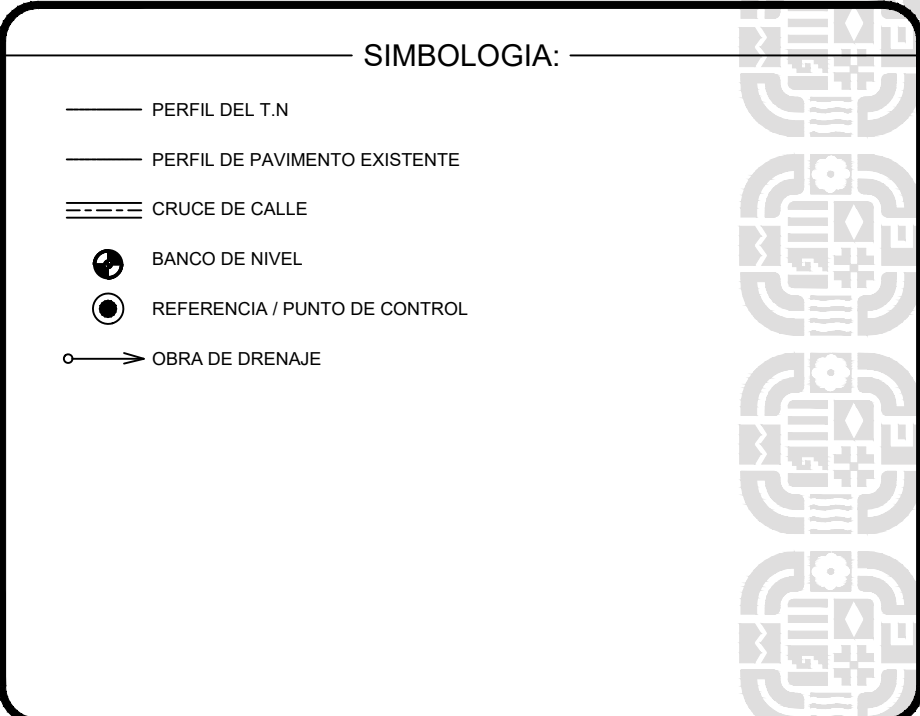 SIMBOLOGIA:
PERFIL DEL T.N
PERFIL DE PAVIMENTO EXISTENTE
CRUCE DE CALLE
BANCO DE NIVEL
REFERENCIA / PUNTO DE CONTROL
OBRA DE DRENAJE